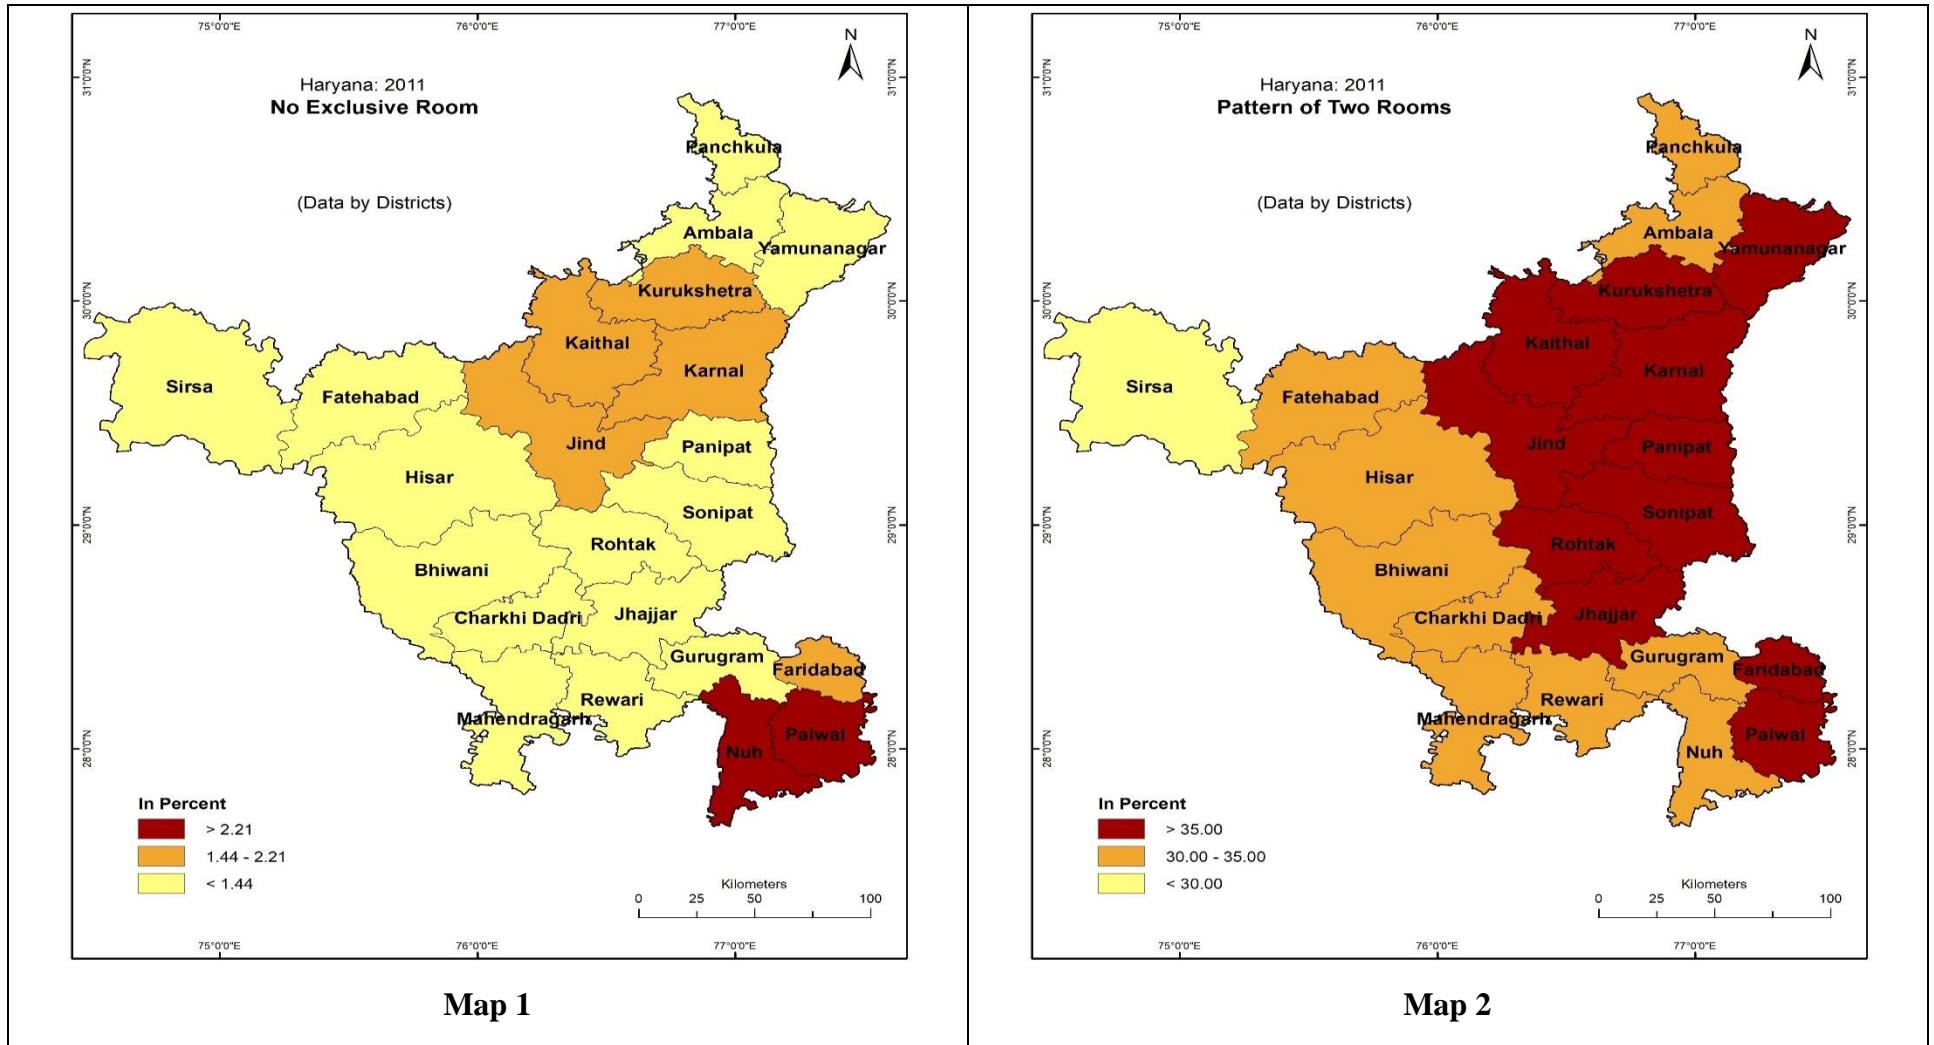 75°0'0"E 76°0'0"E 77°0'0"E
N
31°0'0"N 31°0'0"N
Haryana: 2011
No Exclusive Room
(Data by Districts)
Panchkula
Ambala
Yamunanagar
Kurukshetra
30°0'0"N 30°0'0"N
Kaithal
Karnal
Sirsa
Fatehabad
Jind
Panipat
Hisar
Sonipat
29°0'0"N 29°0'0"N
Rohtak
Bhiwani
Charkhi Dadri
Jhajjar
Gurugram
Faridabad
Rewari
Mahendragarh
Palwal
Nuh
28°0'0"N 28°0'0"N
In Percent
> 2.21
1.44 - 2.21
< 1.44
Kilometers
0 25 50 100
75°0'0"E 76°0'0"E 77°0'0"E
Map 1
75°0'0"E 76°0'0"E 77°0'0"E
N
31°0'0"N 31°0'0"N
Haryana: 2011
Pattern of Two Rooms
(Data by Districts)
Panchkula
Ambala
Yamunanagar
Kurukshetra
30°0'0"N 30°0'0"N
Kaithal
Karnal
Sirsa
Fatehabad
Jind
Panipat
Hisar
Sonipat
29°0'0"N 29°0'0"N
Rohtak
Bhiwani
Charkhi Dadri
Jhajjar
Gurugram
Faridabad
Rewari
Mahendragarh
Palwal
Nuh
28°0'0"N 28°0'0"N
In Percent
> 35.00
30.00 - 35.00
< 30.00
Kilometers
0 25 50 100
75°0'0"E 76°0'0"E 77°0'0"E
Map 2